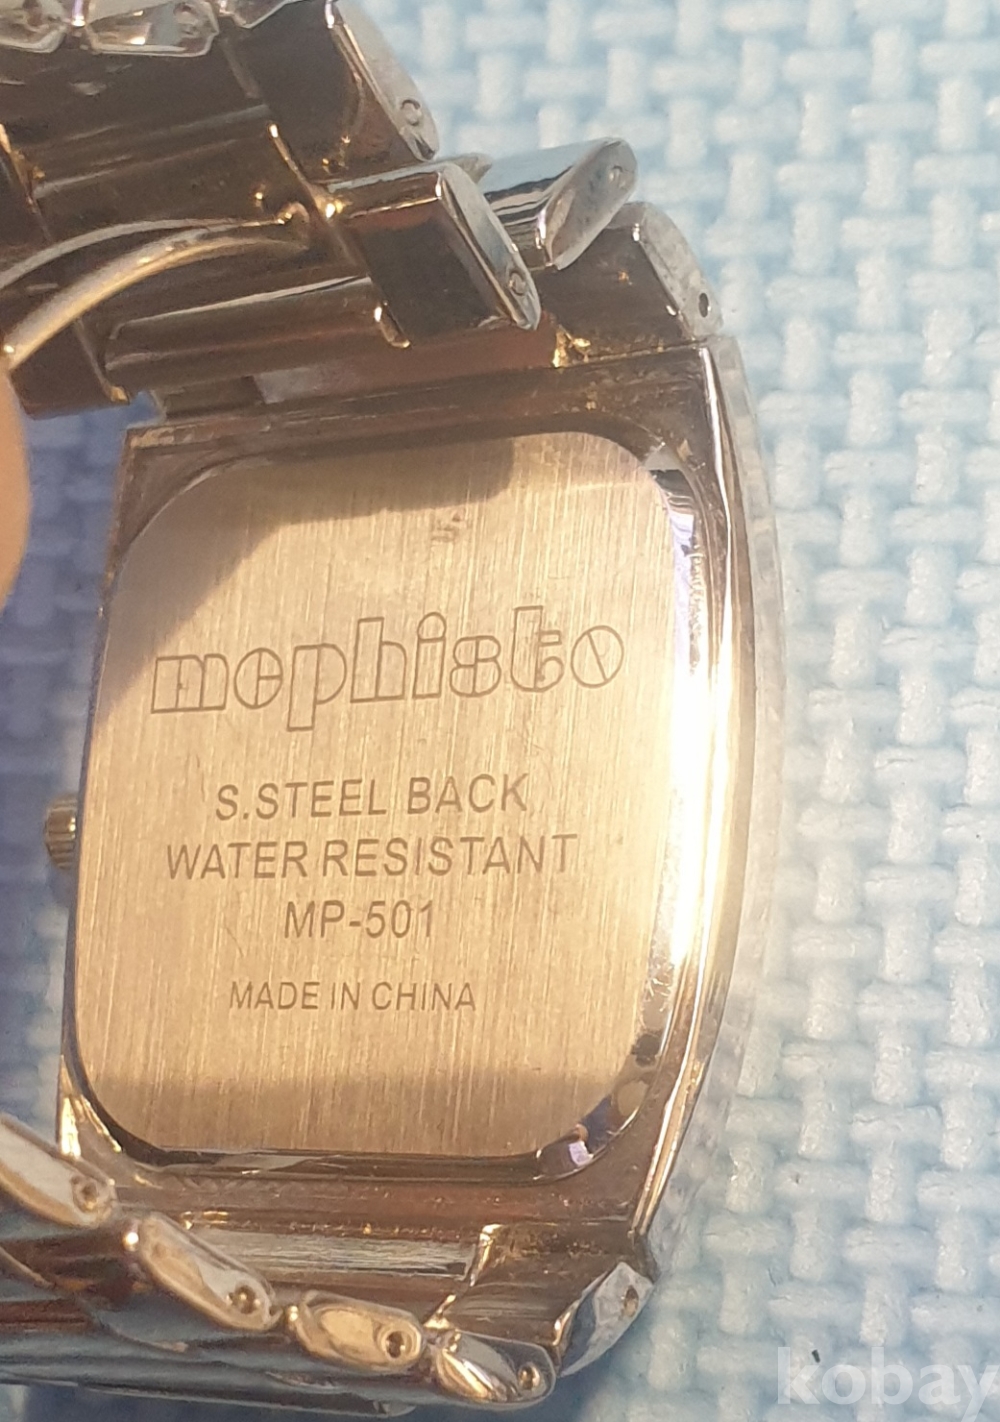 mephisto
S.STEEL BACK
WATER RESISTANT
MP-501
MADE IN CHINA
kobay